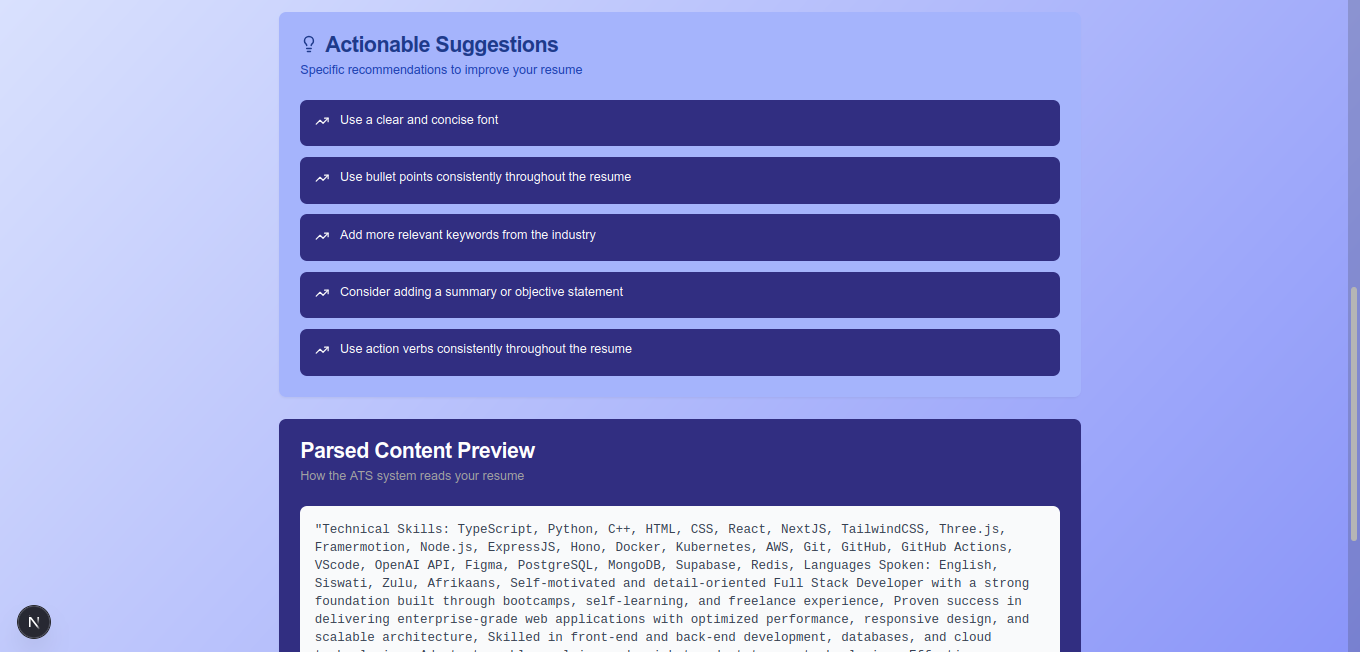 Actionable Suggestions
Specific recommendations to improve your resume
Use a clear and concise font
Use bullet points consistently throughout the resume
Add more relevant keywords from the industry
Consider adding a summary or objective statement
Use action verbs consistently throughout the resume
Parsed Content Preview
How the ATS system reads your resume
"Technical Skills: TypeScript, Python, C++, HTML, CSS, React, NextJS, TailwindCSS, Three.js,
Framermotion, Node.js, ExpressJS, Hono, Docker, Kubernetes, AWS, Git, GitHub, GitHub Actions,
VScode, OpenAI API, Figma, PostgreSQL, MongoDB, Supabase, Redis, Languages Spoken: English,
Siswati, Zulu, Afrikaans, Self-motivated and detail-oriented Full Stack Developer with a strong
foundation built through bootcamps, self-learning, and freelance experience, Proven success in
delivering enterprise-grade web applications with optimized performance, responsive design, and
scalable architecture, Skilled in front-end and back-end development, databases, and cloud
N